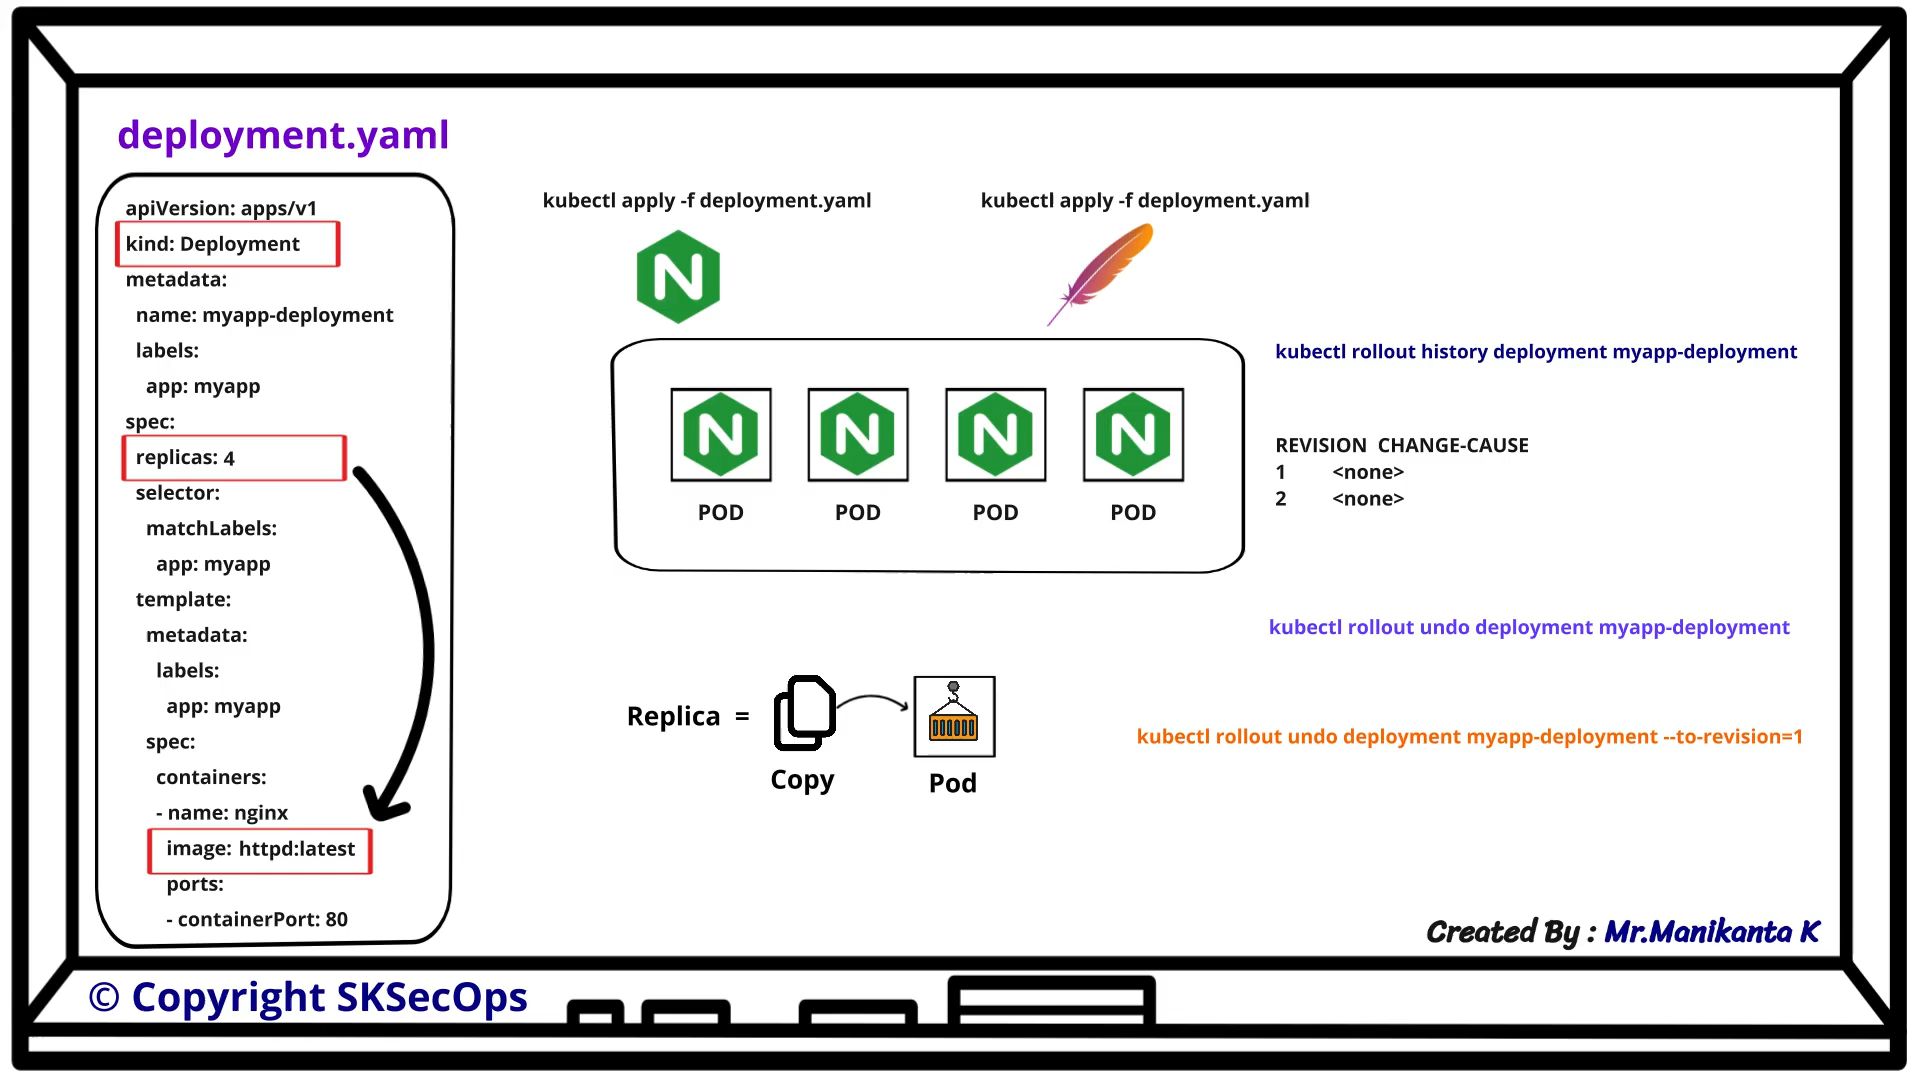 deployment.yaml
apiVersion: apps/v1
kind: Deployment
metadata:
name: myapp-deployment
labels:
app: myapp
spec:
replicas: 4
selector:
matchLabels:
app: myapp
template:
metadata:
labels:
app: myapp
spec:
containers:
- name: nginx
image: httpd:latest
ports:
- containerPort: 80
kubectl apply -f deployment.yaml
kubectl apply -f deployment.yaml
N
N N N N
POD POD POD POD
Replica =
Copy
Pod
kubectl rollout history deployment myapp-deployment
REVISION CHANGE-CAUSE
1 <none>
2 <none>
kubectl rollout undo deployment myapp-deployment
kubectl rollout undo deployment myapp-deployment --to-revision=1
Created By : Mr.Manikanta K
© Copyright SKSecOps